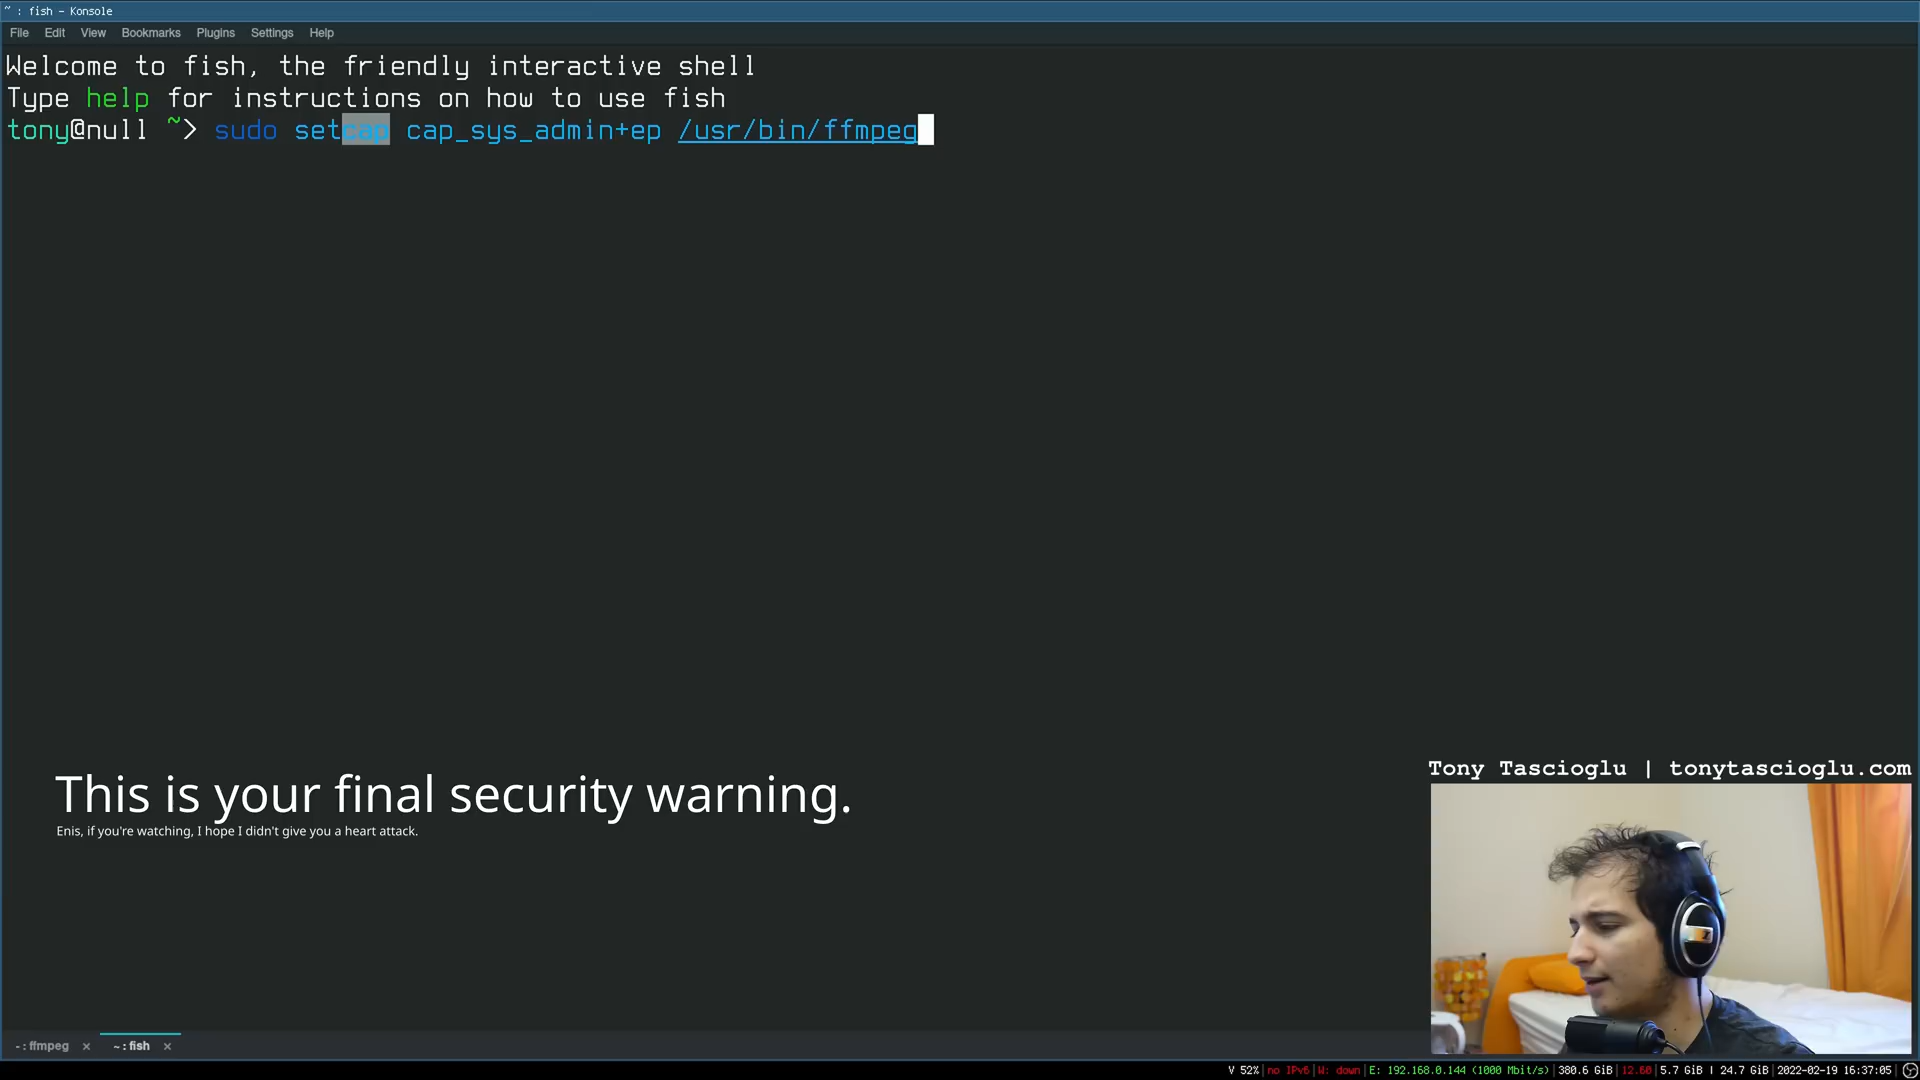 ~ : fish — Konsole
File Edit View Bookmarks Plugins Settings Help
Welcome to fish, the friendly interactive shell
Type help for instructions on how to use fish
tony@null ~> sudo setcap cap_sys_admin+ep /usr/bin/ffmpeg
This is your final security warning.
Enis, if you're watching, I hope I didn't give you a heart attack.
Tony Tascioglu | tonytascioglu.com
~ : ffmpeg × ~ : fish ×
V 52%|no IPv6|W: down|E: 192.168.0.144 (1000 Mbit/s)|380.6 GiB|12.60|5.7 GiB | 24.7 GiB|2022-02-19 16:37:05